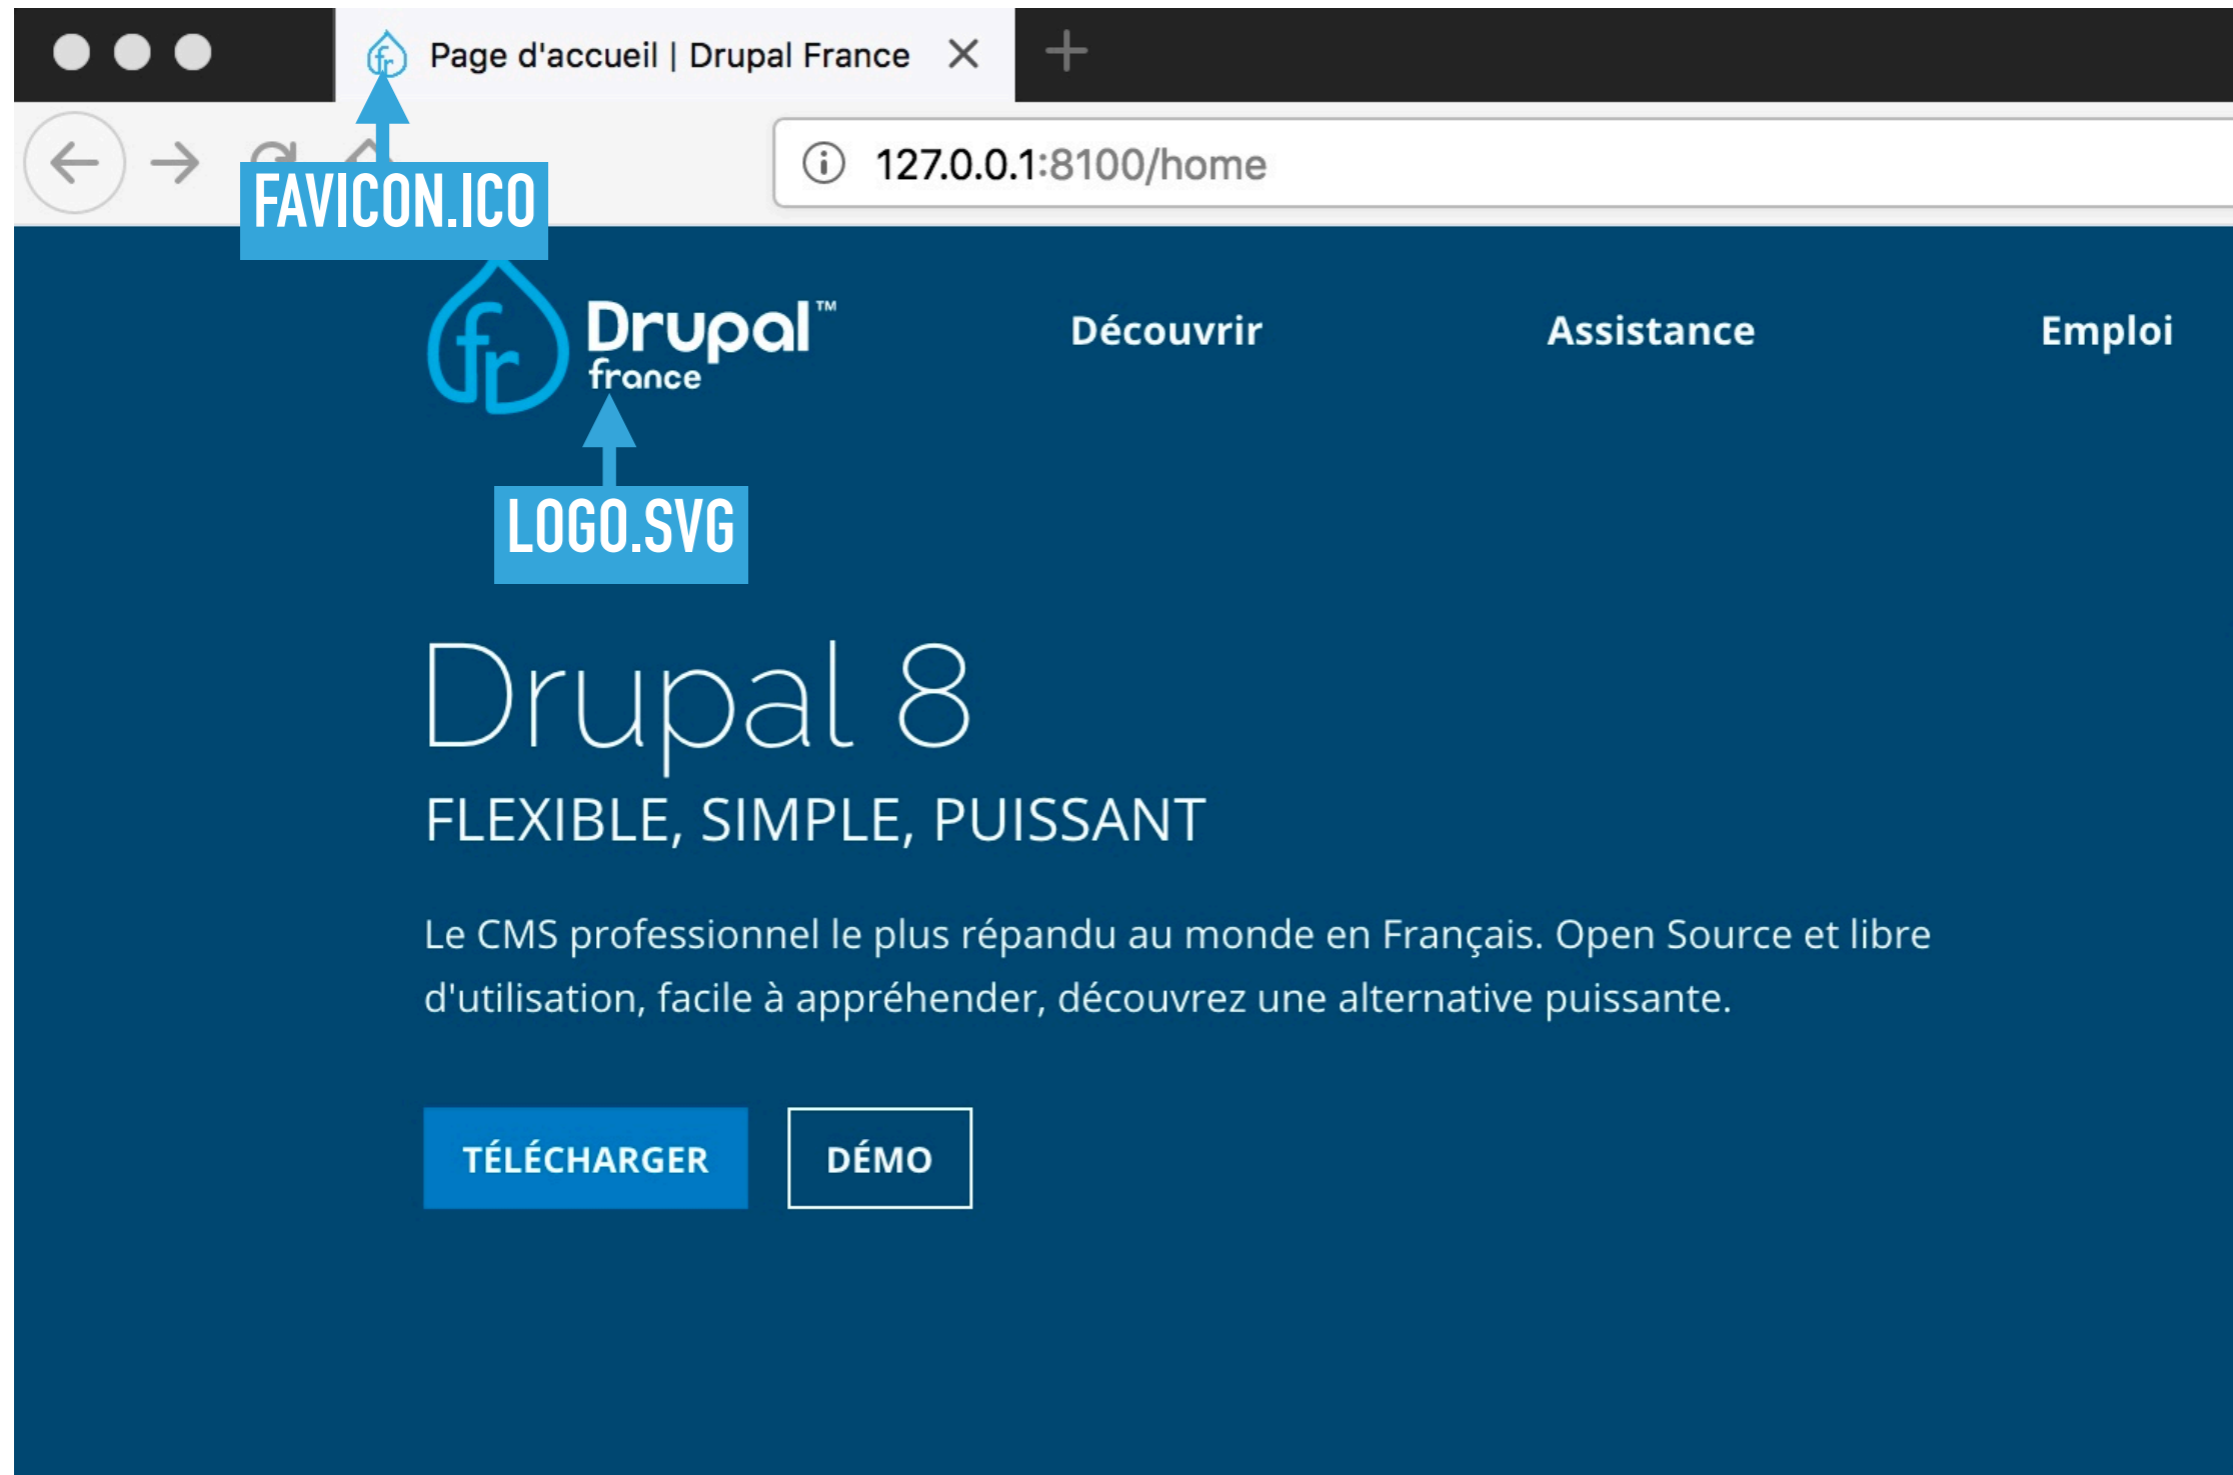 Page d'accueil | Drupal France
127.0.0.1:8100/home
FAVICON.ICO
fr
Drupal™
france
Découvrir
Assistance
Emploi
LOGO.SVG
Drupal 8
FLEXIBLE, SIMPLE, PUISSANT
Le CMS professionnel le plus répandu au monde en Français. Open Source et libre
d'utilisation, facile à appréhender, découvrez une alternative puissante.
TÉLÉCHARGER
DÉMO